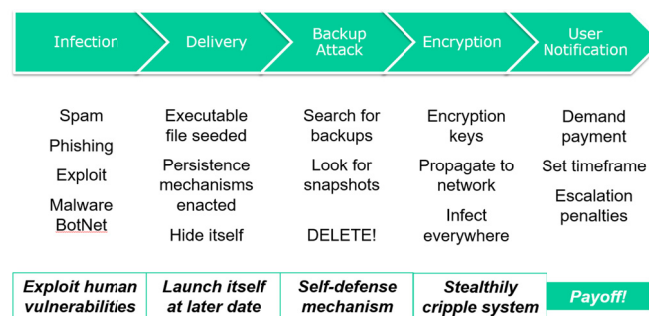 Infection
Delivery
Backup
Attack
Encryption
User
Notification
Spam
Phishing
Exploit
Malware
BotNet
Executable
file seeded
Persistence
mechanisms
enacted
Hide itself
Search for
backups
Look for
snapshots
DELETE!
Encryption
keys
Propagate to
network
Infect
everywhere
Demand
payment
Set timeframe
Escalation
penalties
Exploit human
vulnerabilities
Launch itself
at later date
Self-defense
mechanism
Stealthily
cripple system
Payoff!